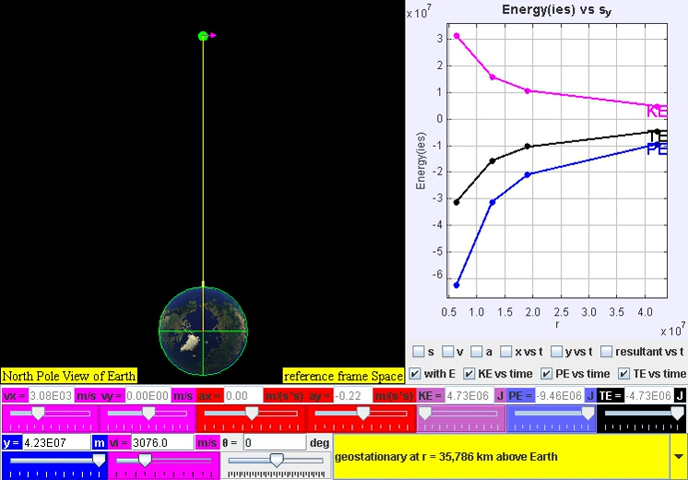 Energy(ies) vs sy
x 10^7
3
2
1
0
-1
-2
-3
-4
-5
-6
Energy(ies)
KE
TE
PE
0.5 1.0 1.5 2.0 2.5 3.0 3.5 4.0
r
x 10^7
North Pole View of Earth
reference frame Space
s v a x vs t y vs t resultant vs t
with E KE vs time PE vs time TE vs time
vx = 3.08E03 m/s vy = 0.00E00 m/s ax = 0.00 m/(s*s) ay = -0.22 m/(s*s) KE = 4.73E06 J PE = -9.46E06 J TE = -4.73E06 J
y = 4.23E07 m vi = 3076.0 m/s θ = 0 deg
geostationary at r = 35,786 km above Earth